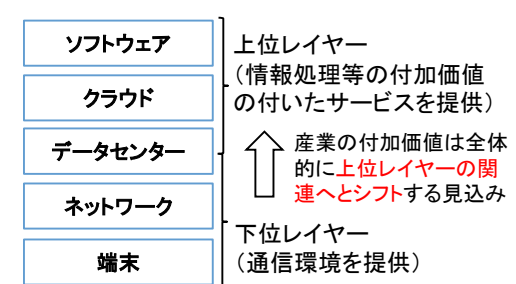 ソフトウェア
クラウド
データセンター
ネットワーク
端末
上位レイヤー
（情報処理等の付加価値
の付いたサービスを提供）
産業の付加価値は全体
的に上位レイヤーの関
連へとシフトする見込み
下位レイヤー
（通信環境を提供）